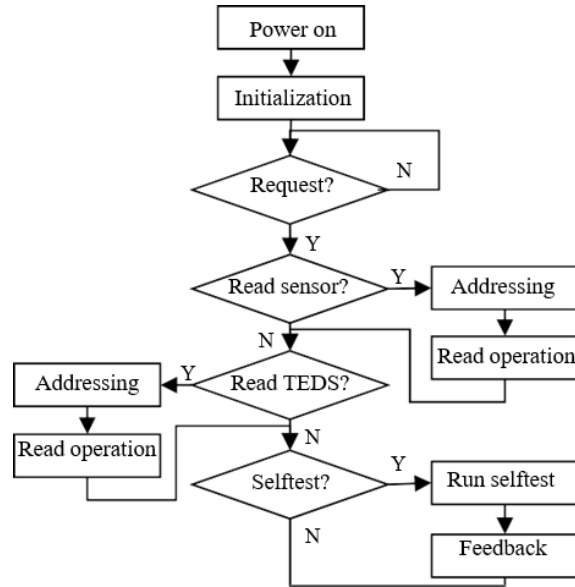 Power on
Initialization
Request?
N
Y
Read sensor?
Y
Addressing
N
Read operation
Addressing
Y
Read TEDS?
Read operation
N
Selftest?
Y
Run selftest
N
Feedback